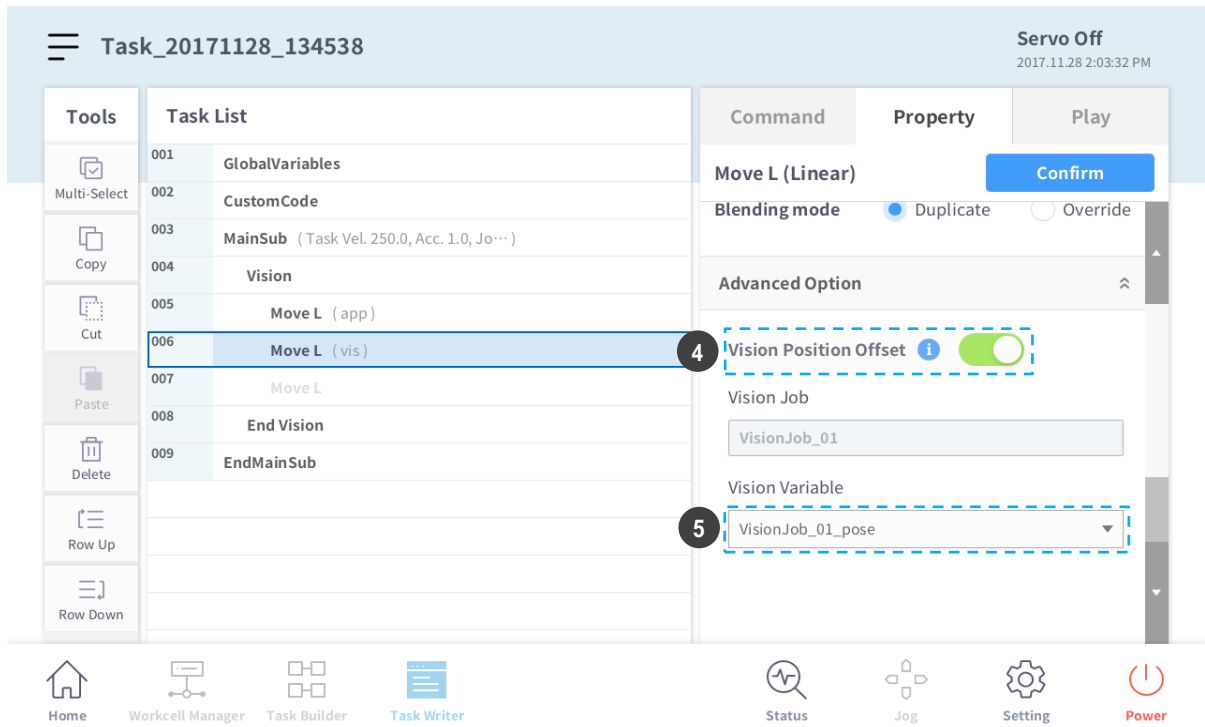 Task_20171128_134538
Servo Off
2017.11.28 2:03:32 PM
Tools
Multi-Select
Copy
Cut
Paste
Delete
Row Up
Row Down
Task List
001 GlobalVariables
002 CustomCode
003 MainSub ( Task Vel. 250.0, Acc. 1.0, Jo··· )
004 Vision
005 Move L ( app )
006 Move L ( vis )
007 Move L
008 End Vision
009 EndMainSub
Command Property Play
Move L (Linear) Confirm
Blending mode Duplicate Override
Advanced Option
4 Vision Position Offset i
Vision Job
VisionJob_01
Vision Variable
5 VisionJob_01_pose
Home Workcell Manager Task Builder Task Writer Status Jog Setting Power